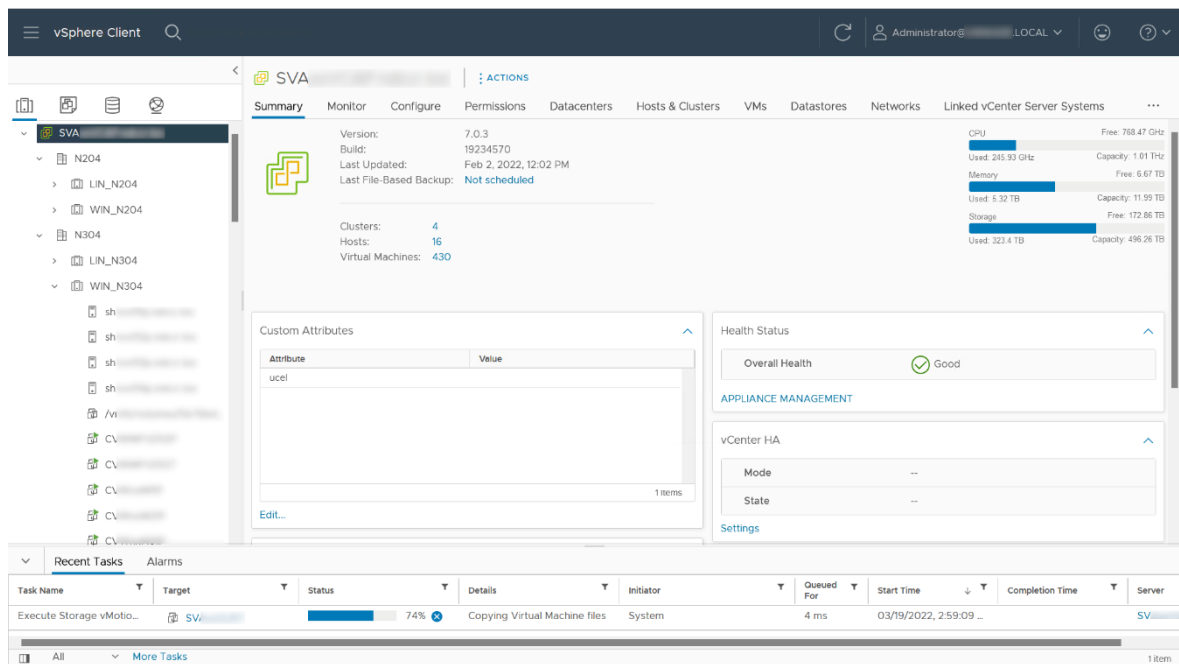 vSphere Client
Administrator@ .LOCAL
SVA
ACTIONS
Summary Monitor Configure Permissions Datacenters Hosts & Clusters VMs Datastores Networks Linked vCenter Server Systems ...
SVA
N204
LIN_N204
WIN_N204
N304
LIN_N304
WIN_N304
sh
sh
sh
sh
CV
CV
CV
CV
CV
Version: 7.0.3
Build: 19234570
Last Updated: Feb 2, 2022, 12:02 PM
Last File-Based Backup: Not scheduled
Clusters: 4
Hosts: 16
Virtual Machines: 430
CPU Free: 768.47 GHz
Used: 245.93 GHz Capacity: 1.01 THz
Memory Free: 6.67 TB
Used: 5.32 TB Capacity: 11.99 TB
Storage Free: 172.86 TB
Used: 323.4 TB Capacity: 496.26 TB
Custom Attributes
Attribute Value
ucel
1 items
Edit...
Health Status
Overall Health Good
APPLIANCE MANAGEMENT
vCenter HA
Mode --
State --
Settings
Recent Tasks Alarms
Task Name Target Status Details Initiator Queued For Start Time Completion Time Server
Execute Storage vMotio... SV 74% Copying Virtual Machine files System 4 ms 03/19/2022, 2:59:09 ... SV
All More Tasks
1 item